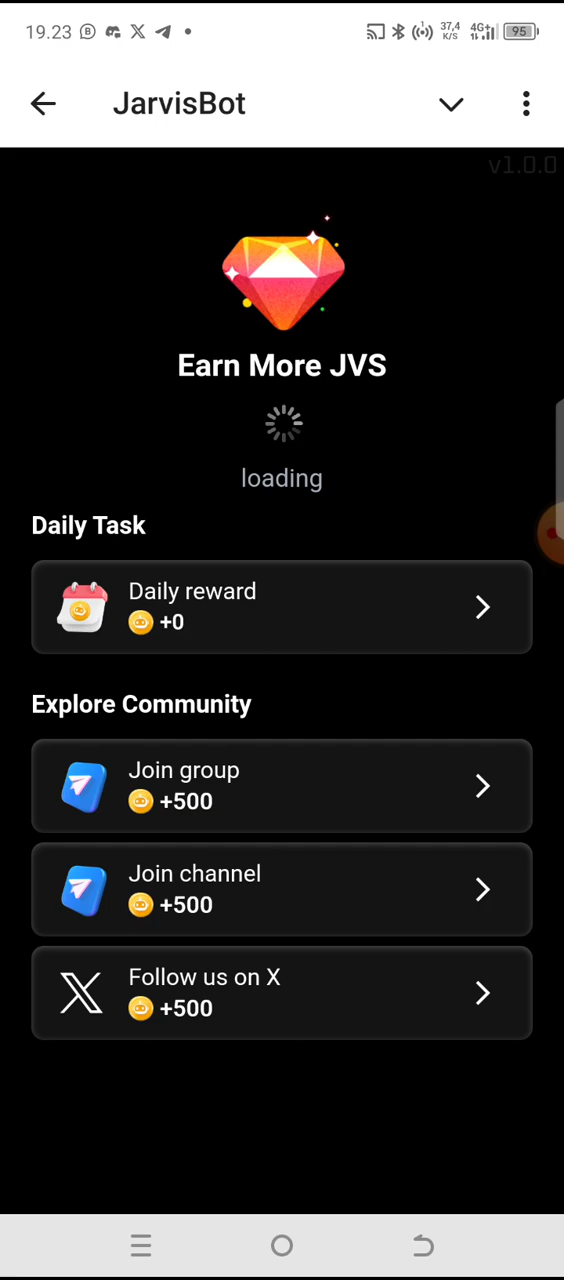 19.23
37,4
K/S
4G+
95
JarvisBot
v1.0.0
Earn More JVS
loading
Daily Task
Daily reward
+0
Explore Community
Join group
+500
Join channel
+500
Follow us on X
+500